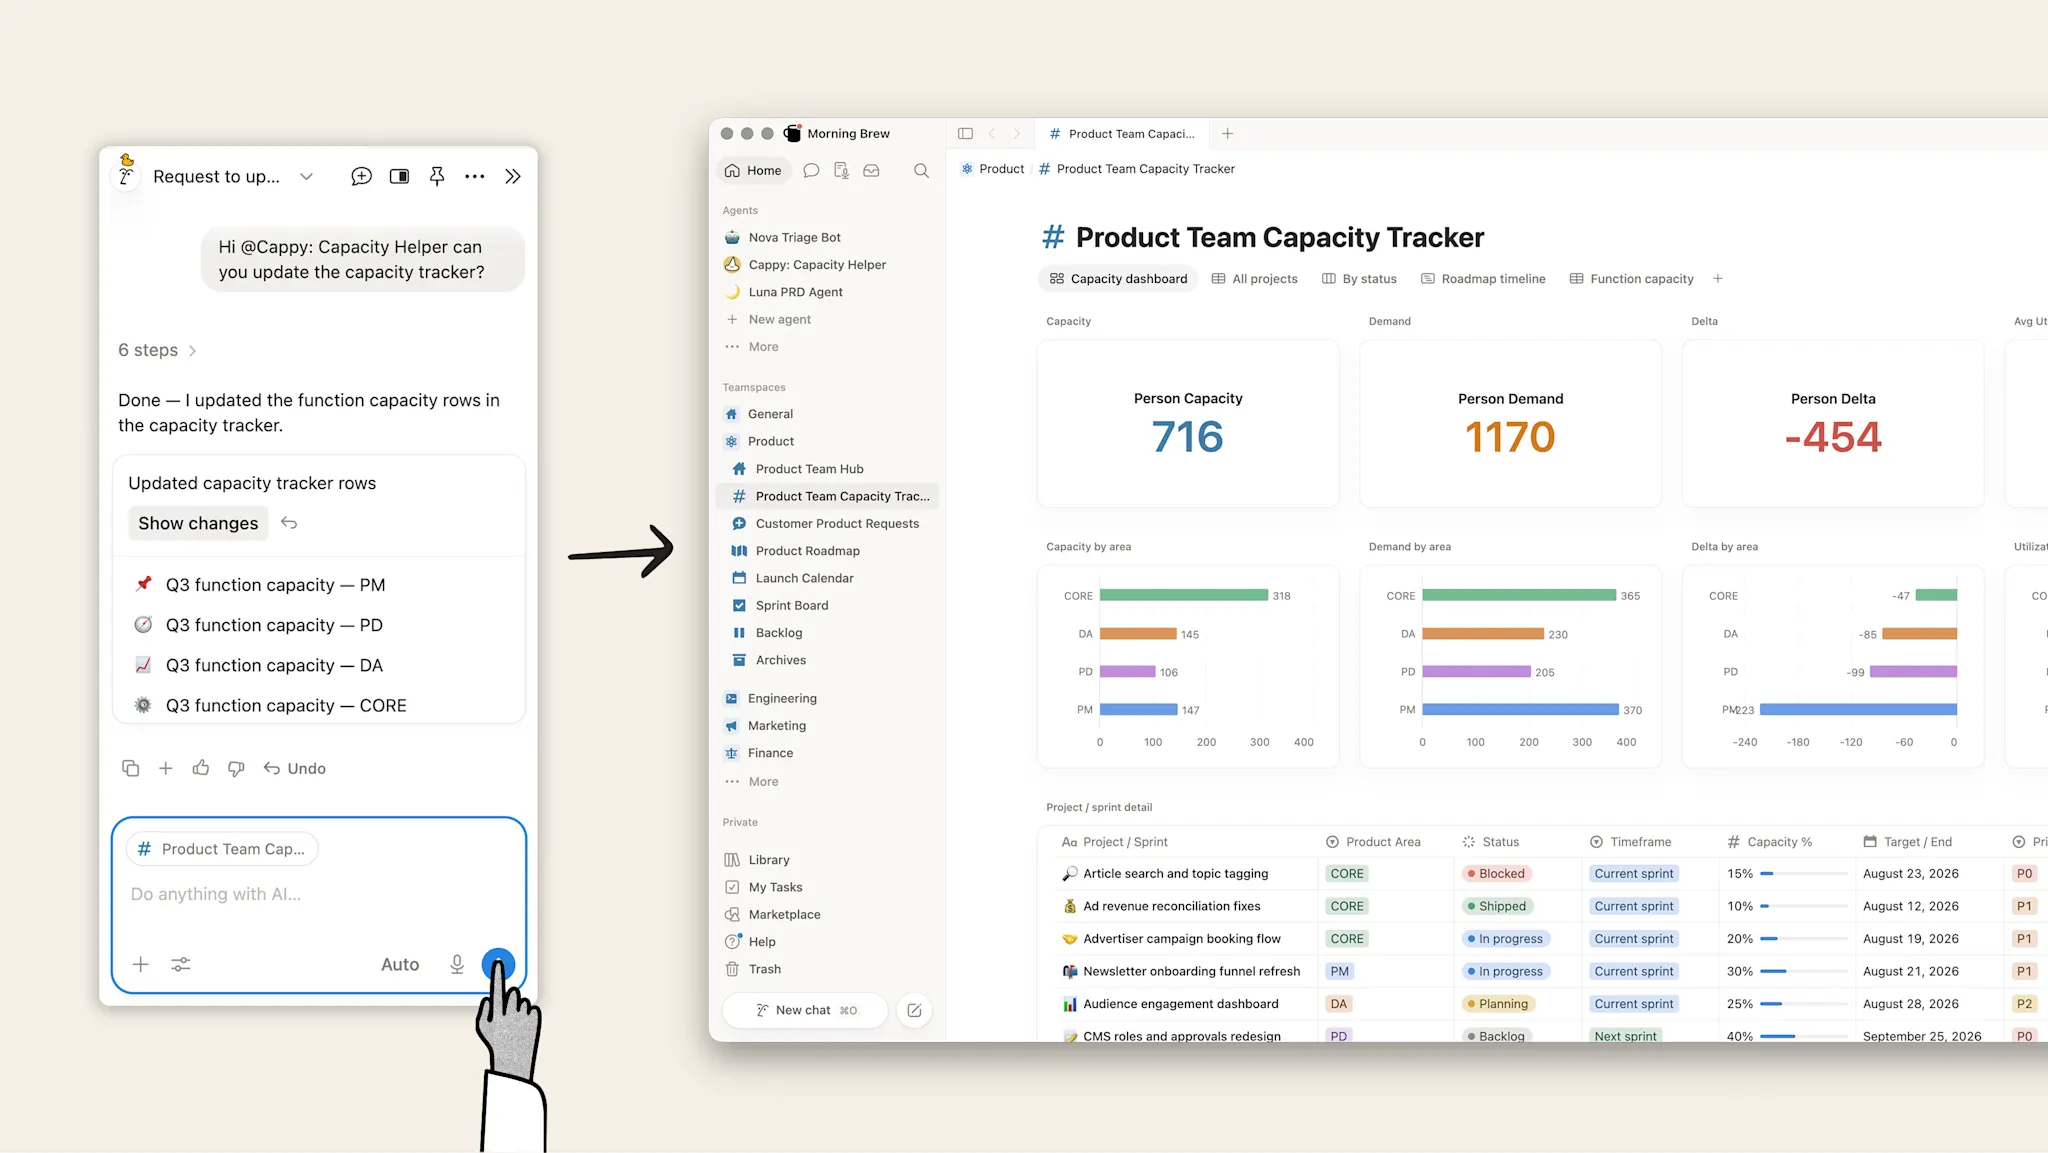 Request to up...
Hi @Cappy: Capacity Helper can
you update the capacity tracker?
6 steps
Done — I updated the function capacity rows in
the capacity tracker.
Updated capacity tracker rows
Show changes
Q3 function capacity — PM
Q3 function capacity — PD
Q3 function capacity — DA
Q3 function capacity — CORE
Undo
# Product Team Cap...
Do anything with AI...
Auto
Morning Brew
Home
Agents
Nova Triage Bot
Cappy: Capacity Helper
Luna PRD Agent
New agent
More
Teamspaces
General
Product
Product Team Hub
# Product Team Capacity Trac...
Customer Product Requests
Product Roadmap
Launch Calendar
Sprint Board
Backlog
Archives
Engineering
Marketing
Finance
More
Private
Library
My Tasks
Marketplace
Help
Trash
New chat ⌘O
# Product Team Capaci...
Product / # Product Team Capacity Tracker
# Product Team Capacity Tracker
Capacity dashboard All projects By status Roadmap timeline Function capacity
Capacity Demand Delta Avg Ut
Person Capacity
716
Person Demand
1170
Person Delta
-454
Capacity by area
CORE 318
DA 145
PD 106
PM 147
0 100 200 300 400
Demand by area
CORE 365
DA 230
PD 205
PM 370
0 100 200 300 400
Delta by area
CORE -47
DA -85
PD -99
PM 223
-240 -180 -120 -60 0
Utilizat
CO
Project / sprint detail
Aa Project / Sprint Product Area Status Timeframe # Capacity % Target / End Pri
Article search and topic tagging CORE Blocked Current sprint 15% August 23, 2026 P0
Ad revenue reconciliation fixes CORE Shipped Current sprint 10% August 12, 2026 P1
Advertiser campaign booking flow CORE In progress Current sprint 20% August 19, 2026 P1
Newsletter onboarding funnel refresh PM In progress Current sprint 30% August 21, 2026 P1
Audience engagement dashboard DA Planning Current sprint 25% August 28, 2026 P2
CMS roles and approvals redesign PD Backlog Next sprint 40% September 25, 2026 P0